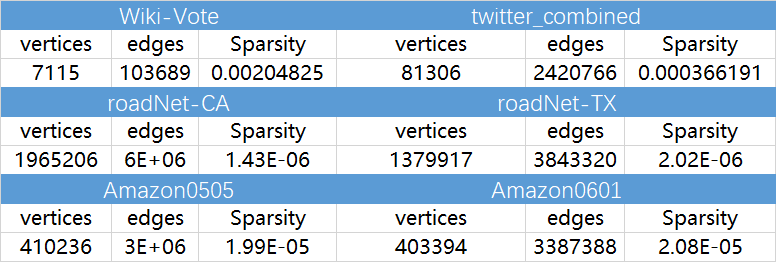 Wiki-Vote twitter_combined
vertices edges Sparsity vertices edges Sparsity
7115 103689 0.00204825 81306 2420766 0.000366191
roadNet-CA roadNet-TX
vertices edges Sparsity vertices edges Sparsity
1965206 6E+06 1.43E-06 1379917 3843320 2.02E-06
Amazon0505 Amazon0601
vertices edges Sparsity vertices edges Sparsity
410236 3E+06 1.99E-05 403394 3387388 2.08E-05